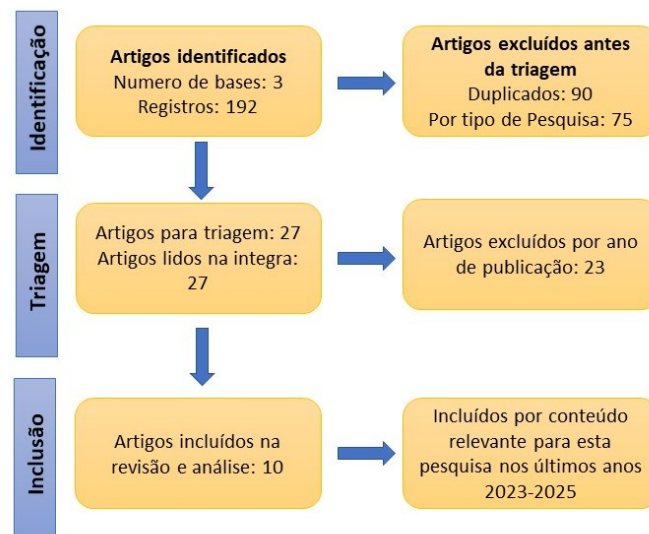 Identificação
Artigos identificados
Numero de bases: 3
Registros: 192
Artigos excluídos antes
da triagem
Duplicados: 90
Por tipo de Pesquisa: 75
Triagem
Artigos para triagem: 27
Artigos lidos na integra:
27
Artigos excluídos por ano
de publicação: 23
Inclusão
Artigos incluídos na
revisão e análise: 10
Incluídos por conteúdo
relevante para esta
pesquisa nos últimos anos
2023-2025